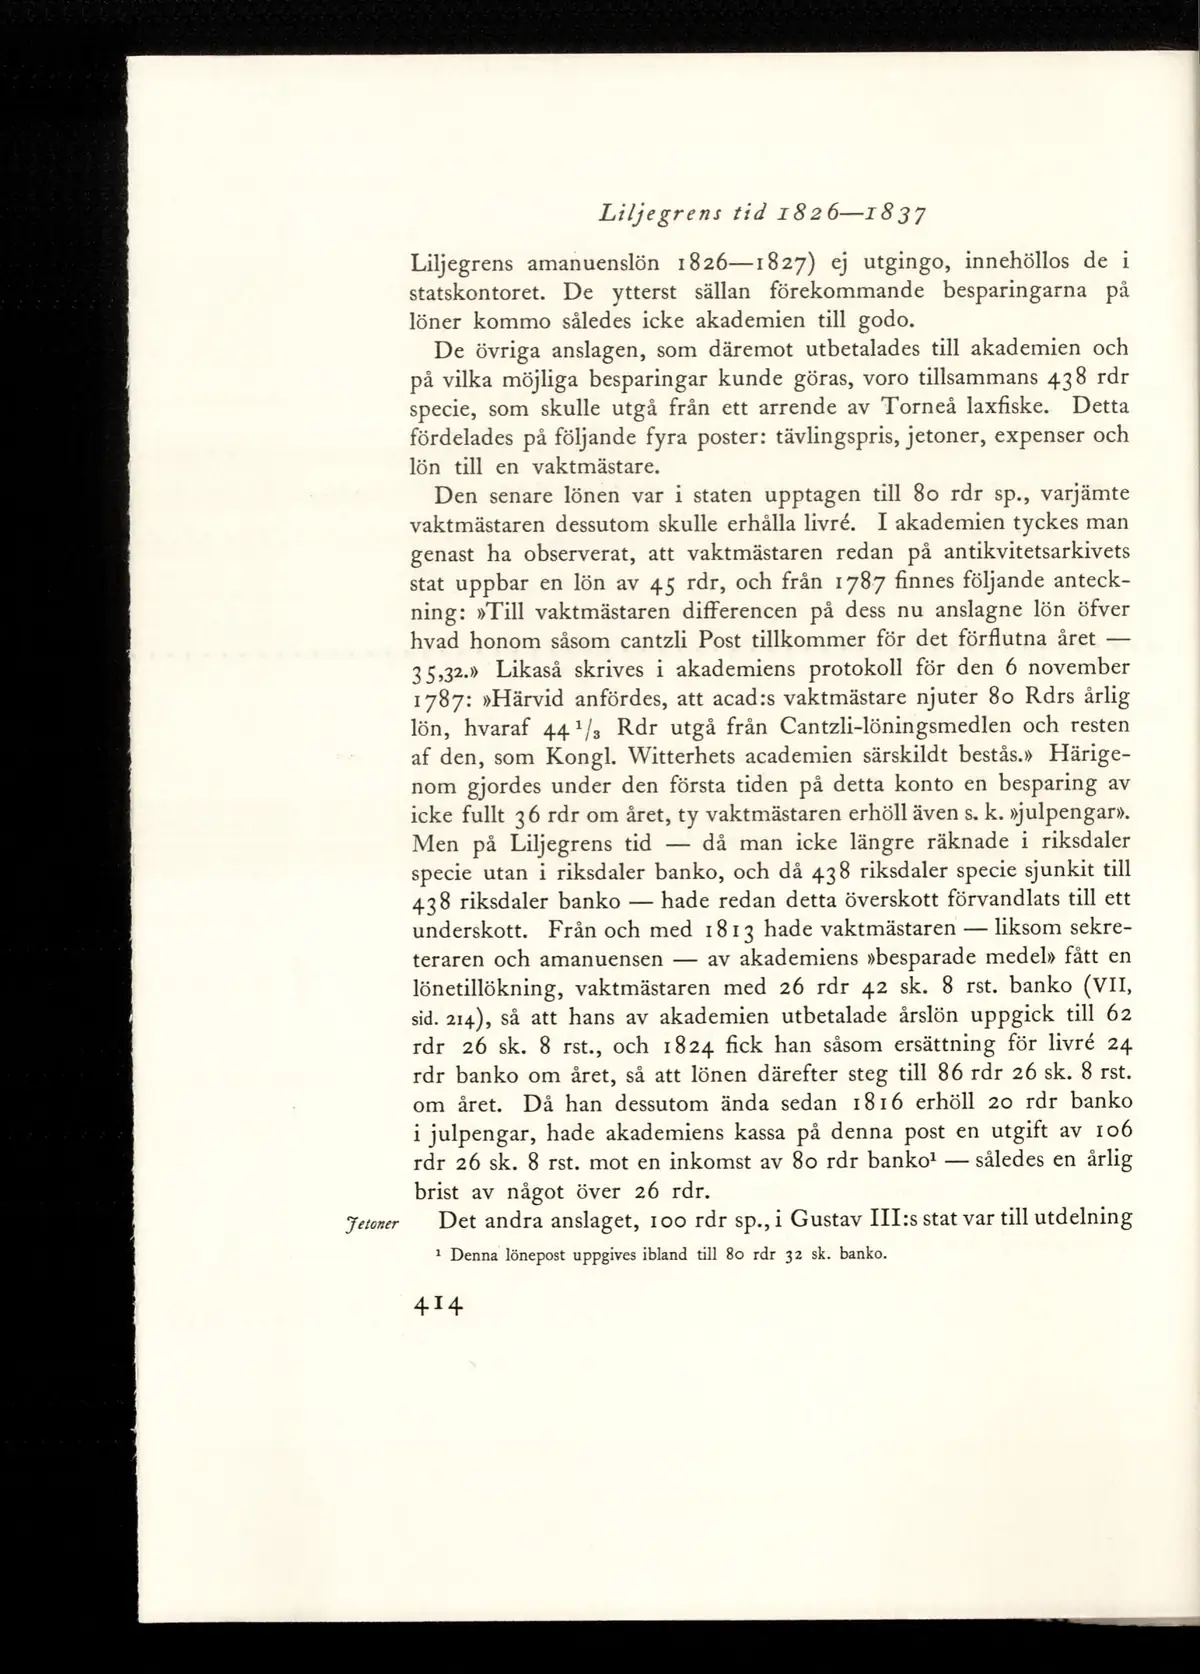 Liljegrens tid 1826—1837
Liljegrens amanuenslön 1826—1827) ej utgingo, innehöllos de i
statskontoret. De ytterst sällan förekommande besparingarna på
löner kommo således icke akademien till godo.
De övriga anslagen, som däremot utbetalades till akademien och
på vilka möjliga besparingar kunde göras, voro tillsammans 438 rdr
specie, som skulle utgå från ett arrende av Torneå laxfiske. Detta
fördelades på följande fyra poster: tävlingspris, jetoner, expenser och
lön till en vaktmästare.
Den senare lönen var i staten upptagen till 80 rdr sp., varjämte
vaktmästaren dessutom skulle erhålla livré. I akademien tyckes man
genast ha observerat, att vaktmästaren redan på antikvitetsarkivets
stat uppbar en lön av 45 rdr, och från 1787 finnes följande anteck-
ning: »Till vaktmästaren differencen på dess nu anslagne lön öfver
hvad honom såsom cantzli Post tillkommer för det förflutna året —
35,32.» Likaså skrives i akademiens protokoll för den 6 november
1787: »Härvid anfördes, att acad:s vaktmästare njuter 80 Rdrs årlig
lön, hvaraf 44 1/3 Rdr utgå från Cantzli-löningsmedlen och resten
af den, som Kongl. Witterhets academien särskildt bestås.» Härige-
nom gjordes under den första tiden på detta konto en besparing av
icke fullt 36 rdr om året, ty vaktmästaren erhöll även s. k. »julpengar».
Men på Liljegrens tid — då man icke längre räknade i riksdaler
specie utan i riksdaler banko, och då 438 riksdaler specie sjunkit till
438 riksdaler banko — hade redan detta överskott förvandlats till ett
underskott. Från och med 1813 hade vaktmästaren — liksom sekre-
teraren och amanuensen — av akademiens »besparade medel» fått en
lönetillökning, vaktmästaren med 26 rdr 42 sk. 8 rst. banko (VII,
sid. 214), så att hans av akademien utbetalade årslön uppgick till 62
rdr 26 sk. 8 rst., och 1824 fick han såsom ersättning för livré 24
rdr banko om året, så att lönen därefter steg till 86 rdr 26 sk. 8 rst.
om året. Då han dessutom ända sedan 1816 erhöll 20 rdr banko
i julpengar, hade akademiens kassa på denna post en utgift av 106
rdr 26 sk. 8 rst. mot en inkomst av 80 rdr banko¹ — således en årlig
brist av något över 26 rdr.
Jetoner Det andra anslaget, 100 rdr sp., i Gustav III:s stat var till utdelning
¹ Denna lönepost uppgives ibland till 80 rdr 32 sk. banko.
414